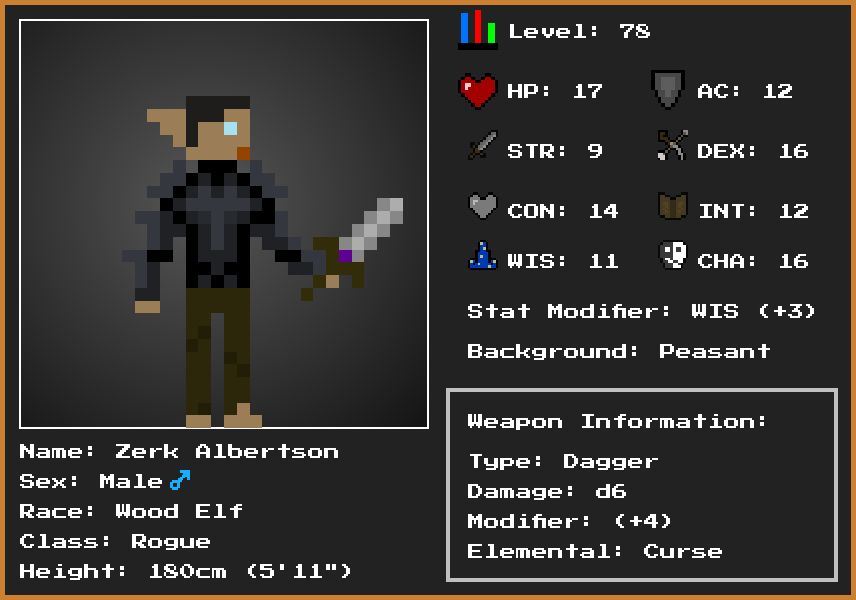 Level: 78
HP: 17
AC: 12
STR: 9
DEX: 16
CON: 14
INT: 12
WIS: 11
CHA: 16
Stat Modifier: WIS (+3)
Background: Peasant
Weapon Information:
Type: Dagger
Damage: d6
Modifier: (+4)
Elemental: Curse
Name: Zerk Albertson
Sex: Male♂
Race: Wood Elf
Class: Rogue
Height: 180cm (5'11")